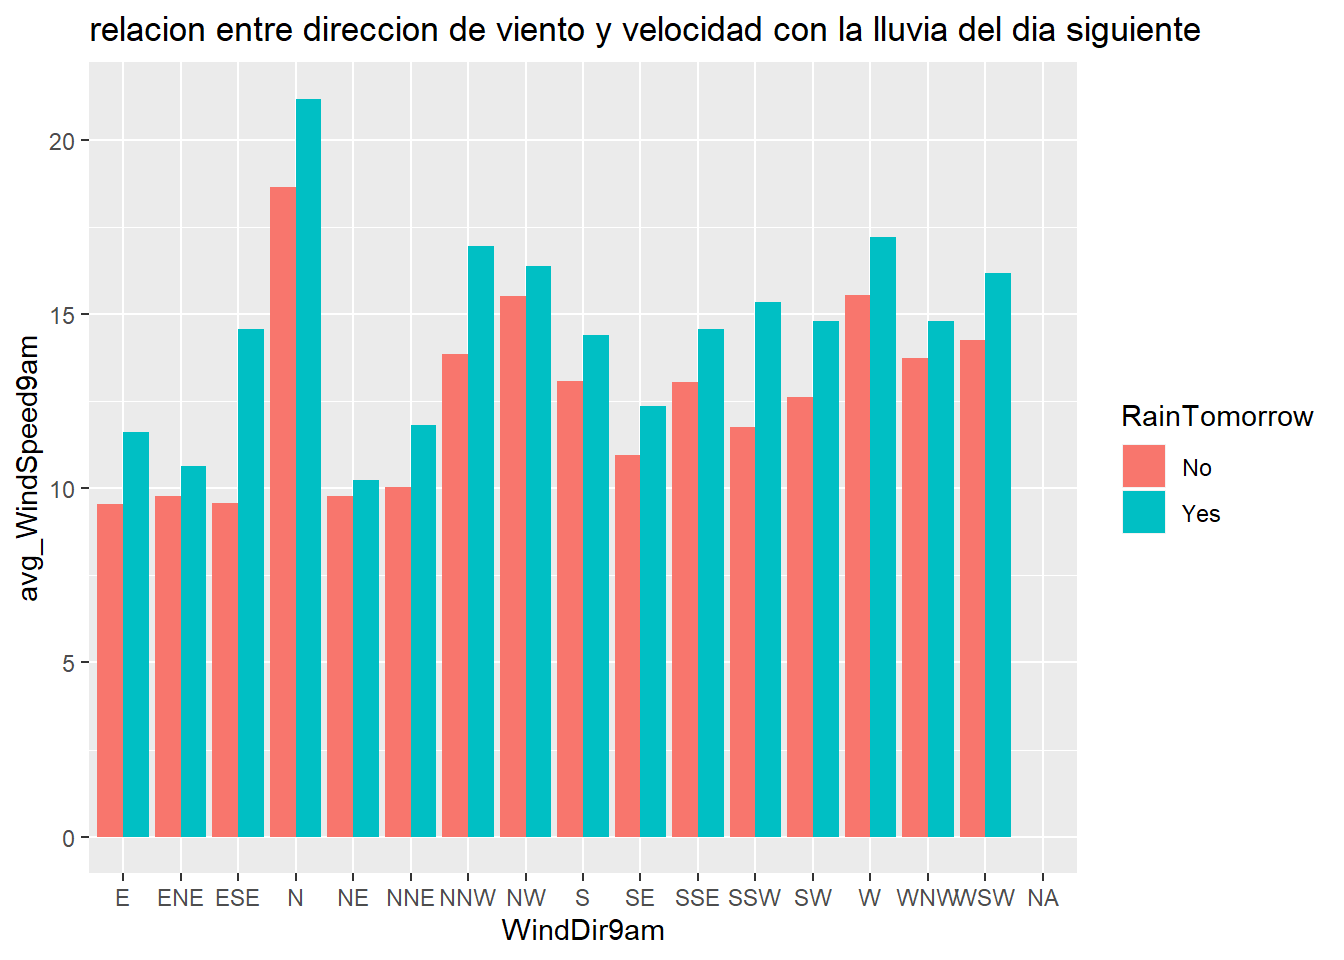 relacion entre direccion de viento y velocidad con la lluvia del dia siguiente
avg_WindSpeed9am
20
15
10
5
0
E ENE ESE N NE NNE NNW NW S SE SSE SSW SW W WNW WSW NA
WindDir9am
RainTomorrow
No
Yes